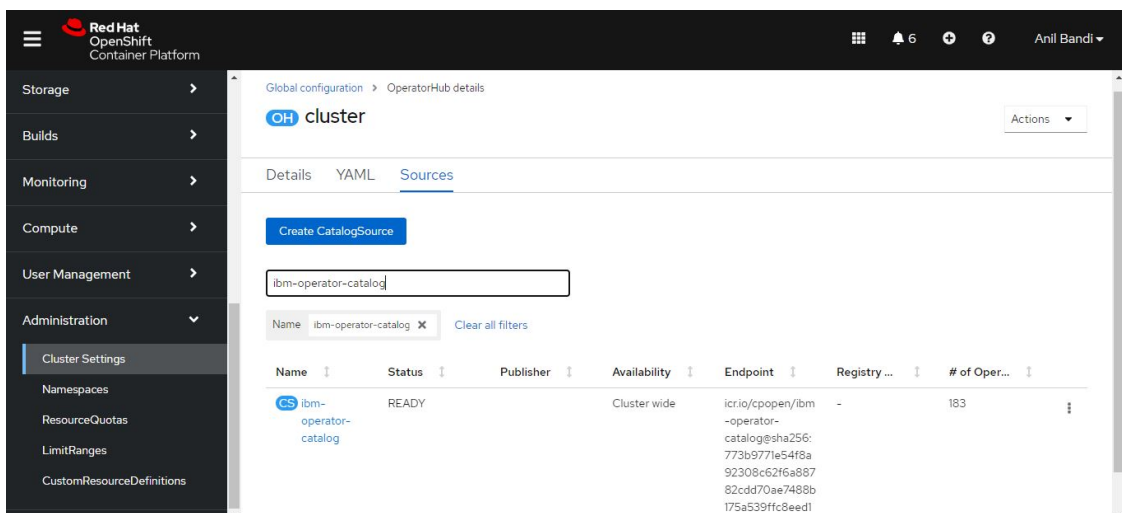 Red Hat
OpenShift
Container Platform
6
Anil Bandi
Storage
Builds
Monitoring
Compute
User Management
Administration
Cluster Settings
Namespaces
ResourceQuotas
LimitRanges
CustomResourceDefinitions
Global configuration > OperatorHub details
OH cluster
Actions
Details YAML Sources
Create CatalogSource
ibm-operator-catalog
Name ibm-operator-catalog Clear all filters
Name Status Publisher Availability Endpoint Registry ... # of Oper...
CS ibm- READY Cluster wide icr.io/cpopen/ibm - 183
operator- -operator-
catalog catalog@sha256:
773b9771e54f8a
92308c62f6a887
82cdd70ae7488b
175a539ffc8eed1